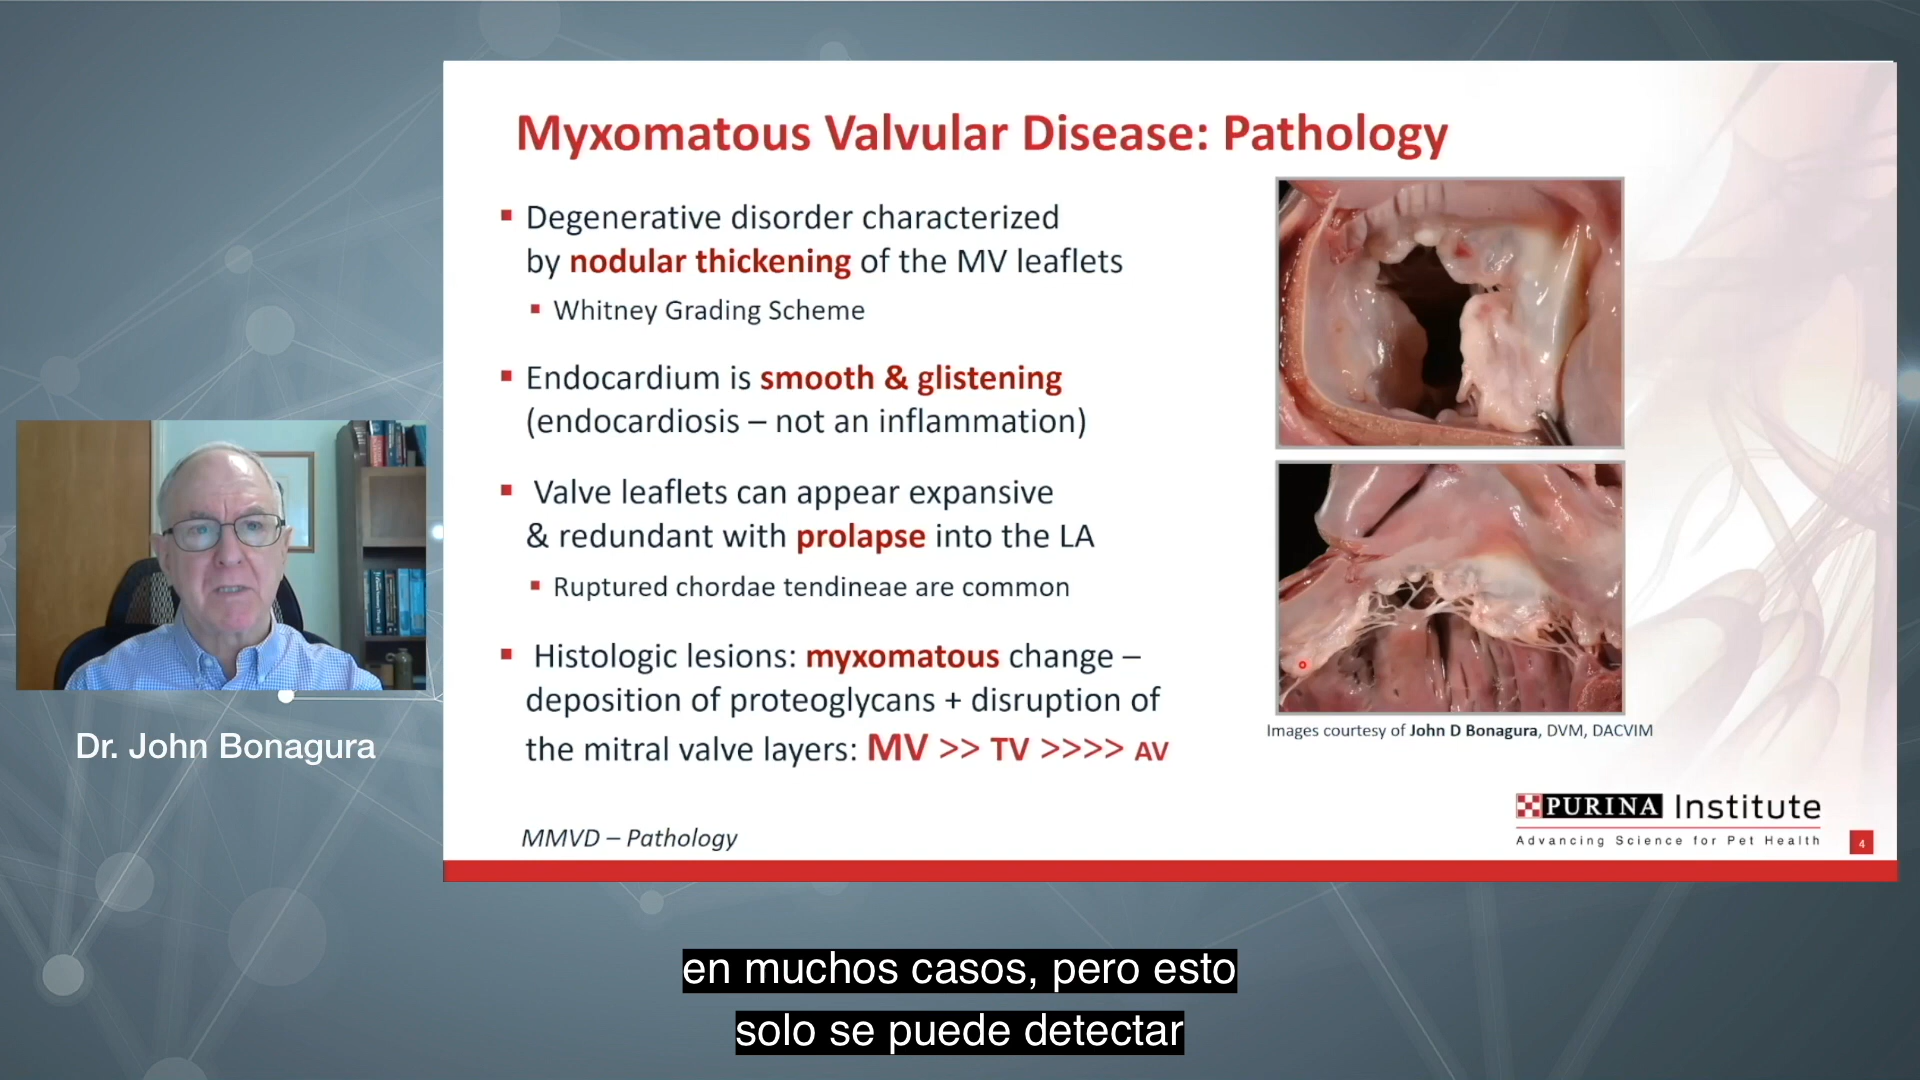 Myxomatous Valvular Disease: Pathology
▪ Degenerative disorder characterized
by nodular thickening of the MV leaflets
▪ Whitney Grading Scheme
▪ Endocardium is smooth & glistening
(endocardiosis – not an inflammation)
▪ Valve leaflets can appear expansive
& redundant with prolapse into the LA
▪ Ruptured chordae tendineae are common
▪ Histologic lesions: myxomatous change –
deposition of proteoglycans + disruption of
the mitral valve layers: MV >> TV >>>> AV
Images courtesy of John D Bonagura, DVM, DACVIM
Dr. John Bonagura
MMVD – Pathology
PURINA Institute
Advancing Science for Pet Health
4
en muchos casos, pero esto
solo se puede detectar